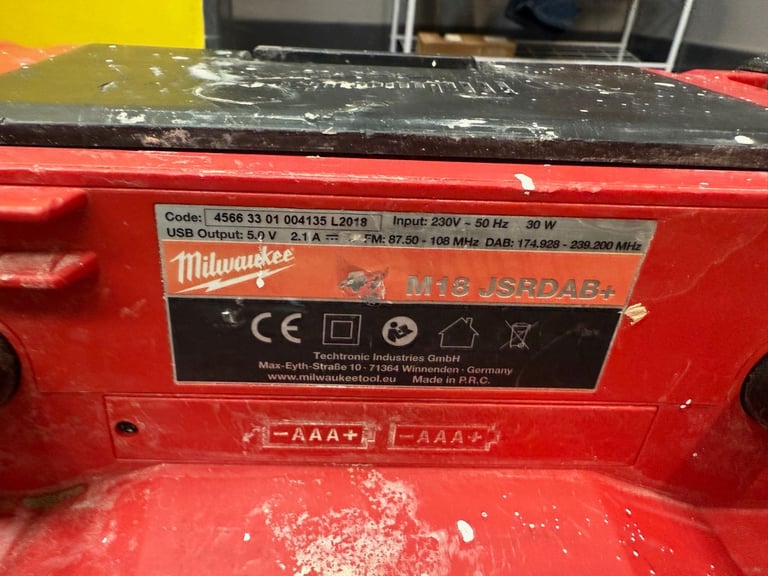 Code: 4566 33 01 004135 L2018 Input: 230V ~ 50 Hz 30 W
USB Output: 5.0 V 2.1 A FM: 87.50 - 108 MHz DAB: 174.928 - 239.200 MHz
Milwaukee M18 JSRDAB+
CE
Techtronic Industries GmbH
Max-Eyth-Straße 10 · 71364 Winnenden · Germany
www.milwaukeetool.eu Made in P.R.C.
-AAA+ -AAA+